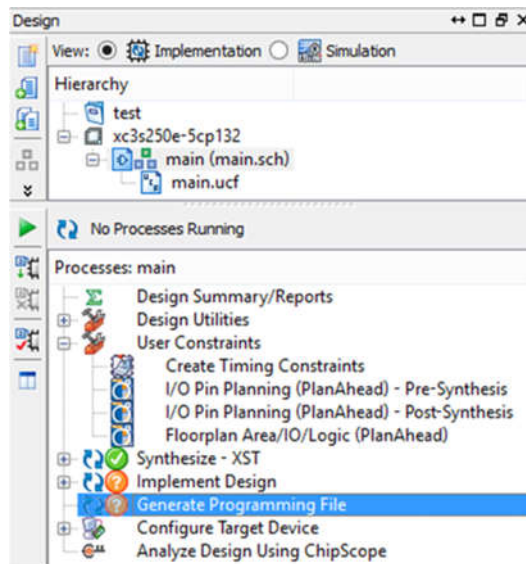 Design
View: Implementation Simulation
Hierarchy
test
xc3s250e-5cp132
main (main.sch)
main.ucf
No Processes Running
Processes: main
Design Summary/Reports
Design Utilities
User Constraints
Create Timing Constraints
I/O Pin Planning (PlanAhead) - Pre-Synthesis
I/O Pin Planning (PlanAhead) - Post-Synthesis
Floorplan Area/IO/Logic (PlanAhead)
Synthesize - XST
Implement Design
Generate Programming File
Configure Target Device
Analyze Design Using ChipScope